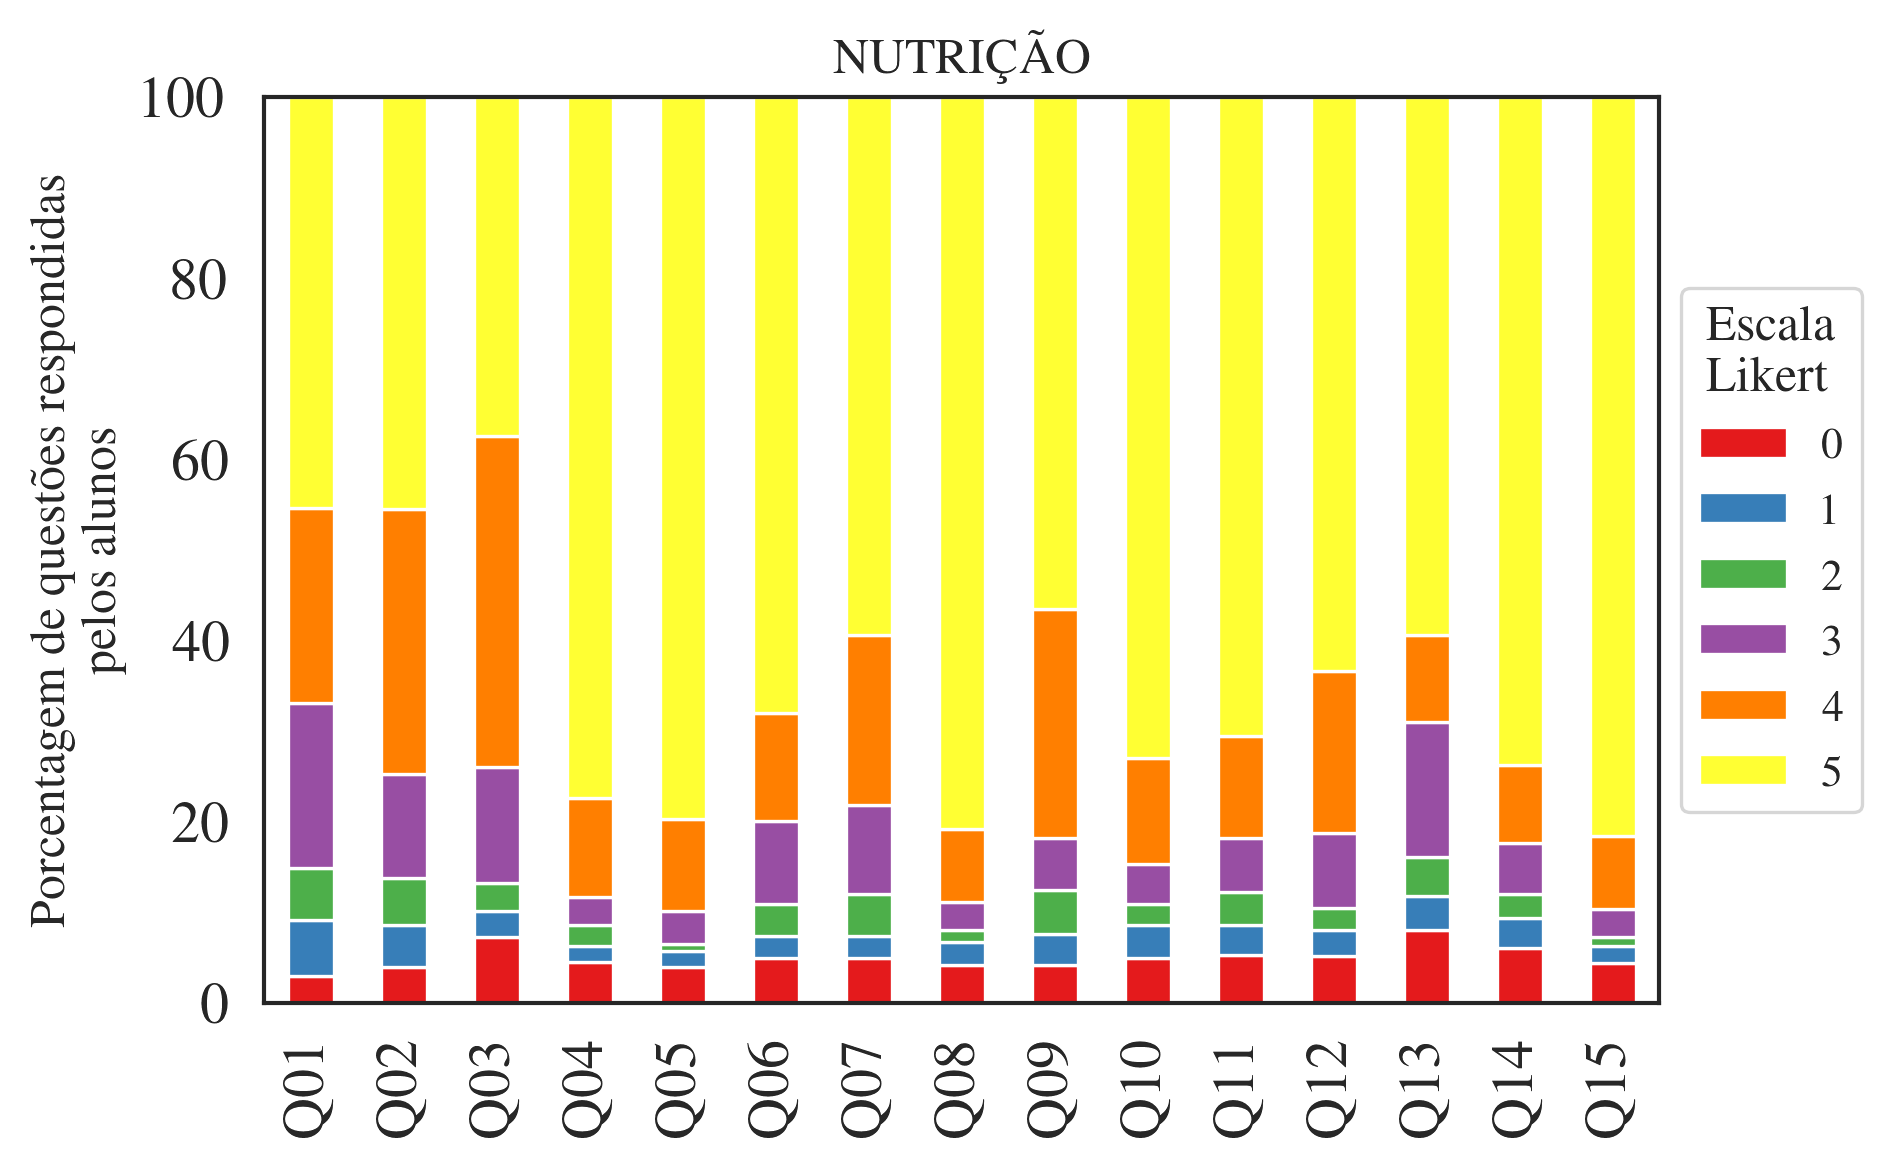 NUTRIÇÃO
Porcentagem de questões respondidas
pelos alunos
100
80
60
40
20
0
Q01
Q02
Q03
Q04
Q05
Q06
Q07
Q08
Q09
Q10
Q11
Q12
Q13
Q14
Q15
Escala
Likert
0
1
2
3
4
5